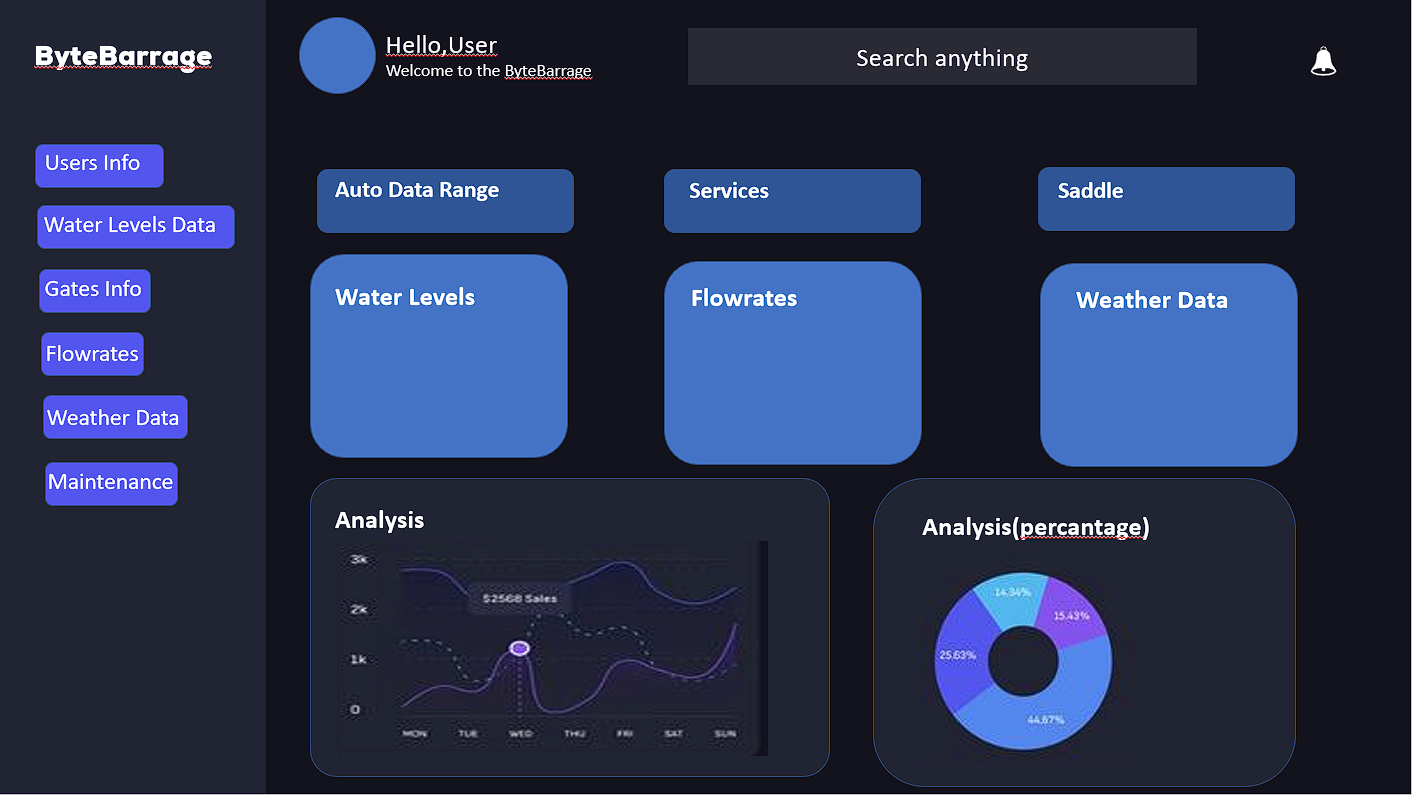 ByteBarrage
Hello,User
Welcome to the ByteBarrage
Search anything
Users Info
Water Levels Data
Gates Info
Flowrates
Weather Data
Maintenance
Auto Data Range
Services
Saddle
Water Levels
Flowrates
Weather Data
Analysis
3k
2k
1k
0
$2568 Sales
MON TUE WED THU FRI SAT SUN
Analysis(percantage)
14.34%
15.43%
25.63%
44.67%